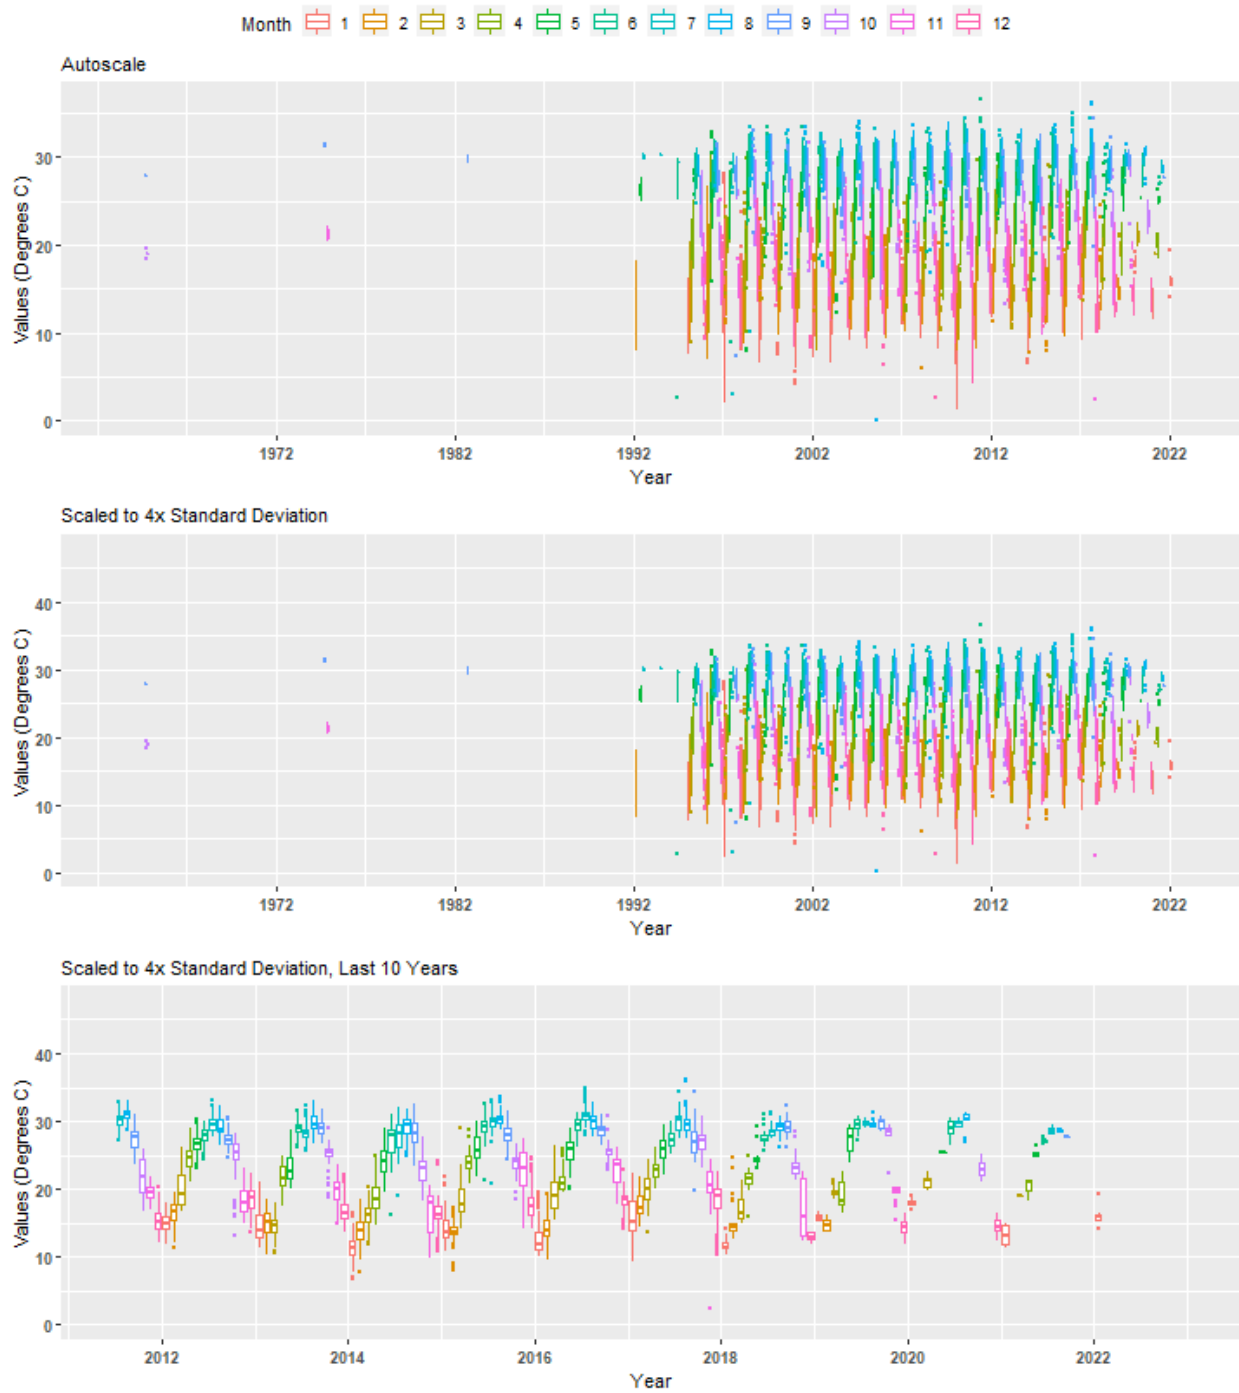 Month 1 2 3 4 5 6 7 8 9 10 11 12
Autoscale
Values (Degrees C)
30
20
10
0
1972 1982 1992 2002 2012 2022
Year
Scaled to 4x Standard Deviation
Values (Degrees C)
40
30
20
10
0
1972 1982 1992 2002 2012 2022
Year
Scaled to 4x Standard Deviation, Last 10 Years
Values (Degrees C)
40
30
20
10
0
2012 2014 2016 2018 2020 2022
Year